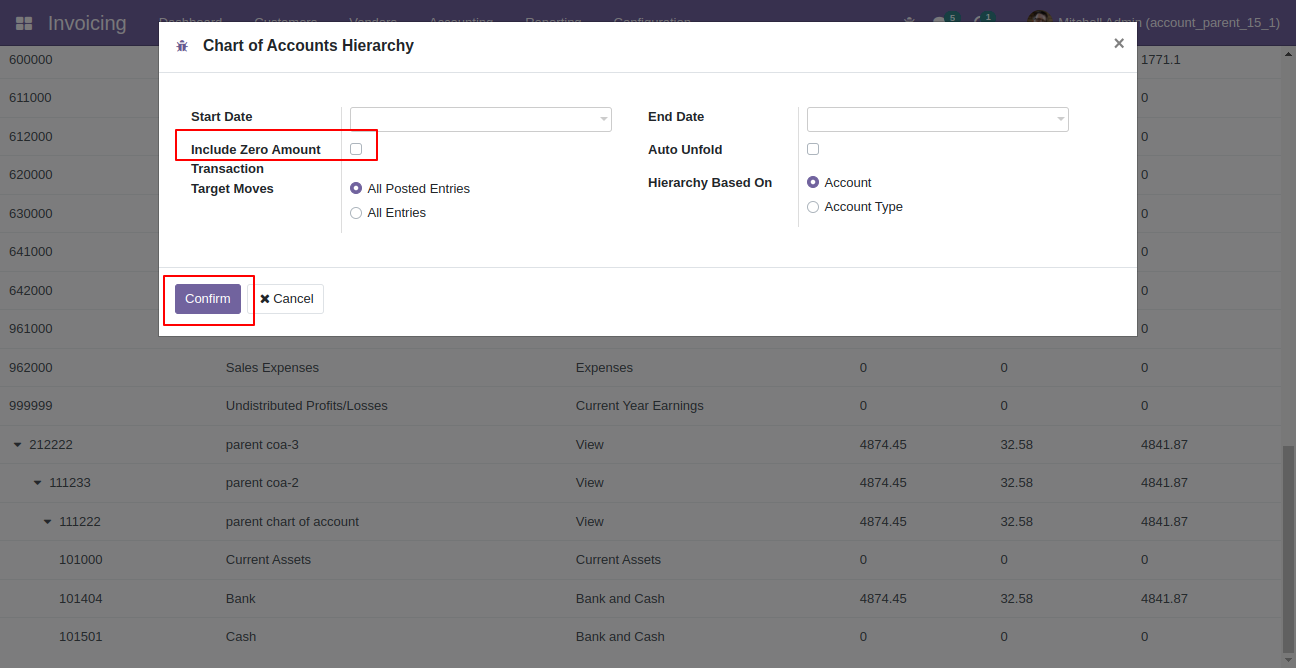 Invoicing Dashboard Customers Vendors Accounting Reporting Configuration 5 1 Mitchell Admin (account_parent_15_1)
Chart of Accounts Hierarchy ×
600000 1771.1
611000 0
Start Date End Date
612000 0
Include Zero Amount Transaction Auto Unfold
620000 0
Target Moves All Posted Entries Hierarchy Based On Account
All Entries Account Type
630000 0
641000 0
642000 0
Confirm Cancel
961000 0
962000 Sales Expenses Expenses 0 0 0
999999 Undistributed Profits/Losses Current Year Earnings 0 0 0
212222 parent coa-3 View 4874.45 32.58 4841.87
111233 parent coa-2 View 4874.45 32.58 4841.87
111222 parent chart of account View 4874.45 32.58 4841.87
101000 Current Assets Current Assets 0 0 0
101404 Bank Bank and Cash 4874.45 32.58 4841.87
101501 Cash Bank and Cash 0 0 0